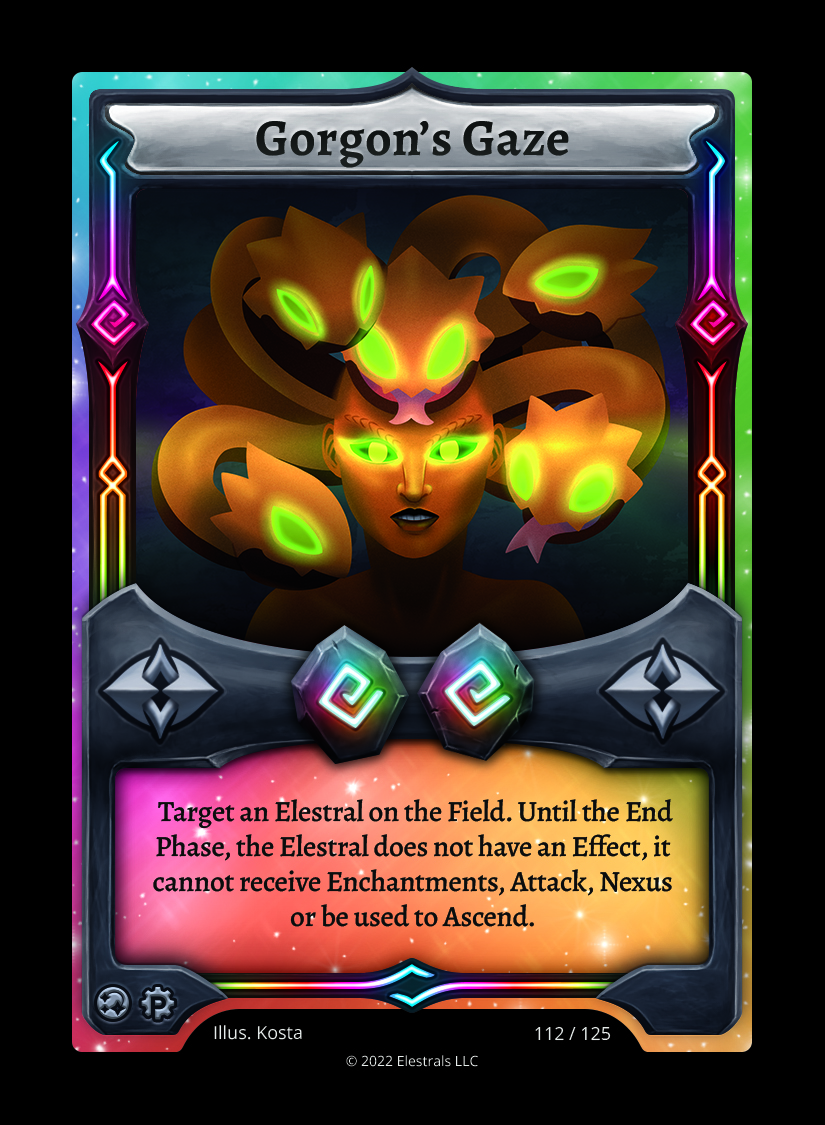 Gorgon’s Gaze
Target an Elestral on the Field. Until the End
Phase, the Elestral does not have an Effect, it
cannot receive Enchantments, Attack, Nexus
or be used to Ascend.
P
Illus. Kosta
112 / 125
© 2022 Elestrals LLC